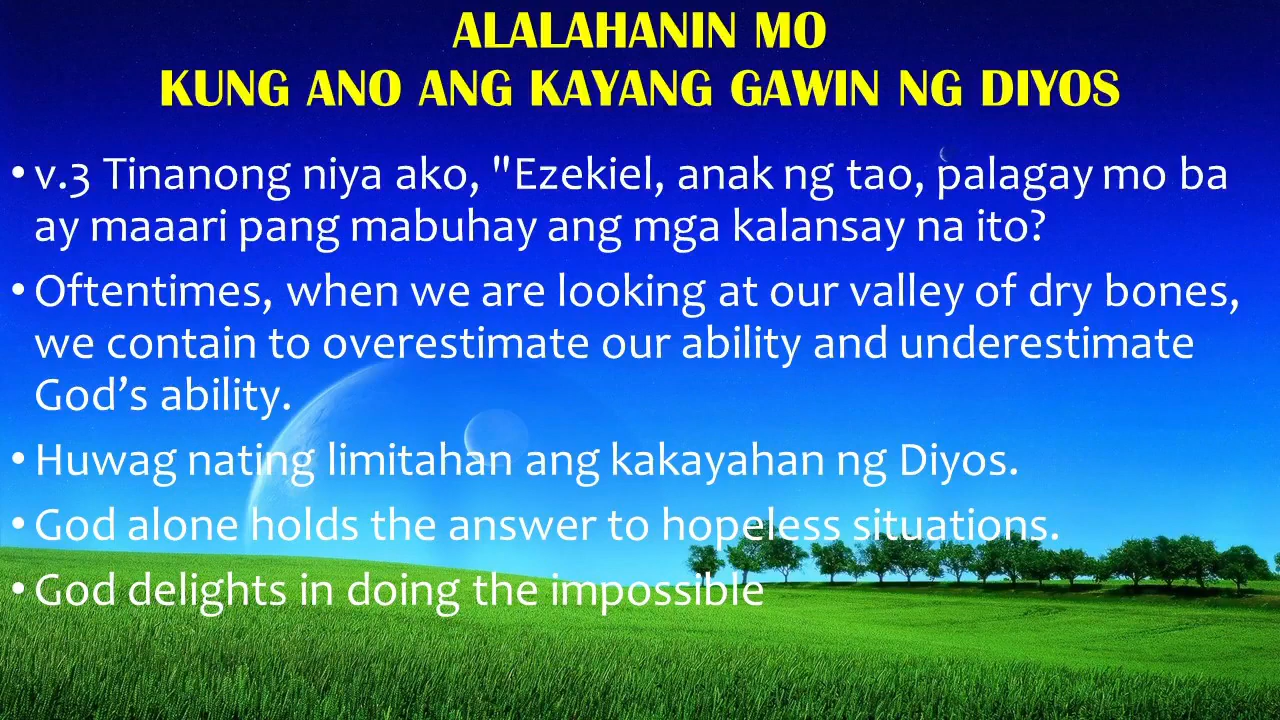 ALALAHANIN MO
KUNG ANO ANG KAYANG GAWIN NG DIYOS
• v.3 Tinanong niya ako, "Ezekiel, anak ng tao, palagay mo ba
ay maaari pang mabuhay ang mga kalansay na ito?
• Oftentimes, when we are looking at our valley of dry bones,
we contain to overestimate our ability and underestimate
God’s ability.
• Huwag nating limitahan ang kakayahan ng Diyos.
• God alone holds the answer to hopeless situations.
• God delights in doing the impossible